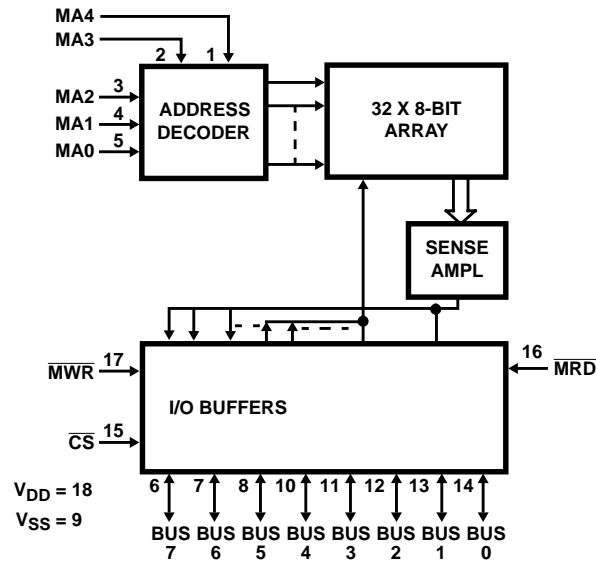 MA4
MA3
2 1
MA2 3
MA1 4
MA0 5
ADDRESS
DECODER
32 X 8-BIT
ARRAY
SENSE
AMPL
MWR 17
16 MRD
I/O BUFFERS
CS 15
VDD = 18
VSS = 9
6 7 8 10 11 12 13 14
BUS BUS BUS BUS BUS BUS BUS BUS
7 6 5 4 3 2 1 0